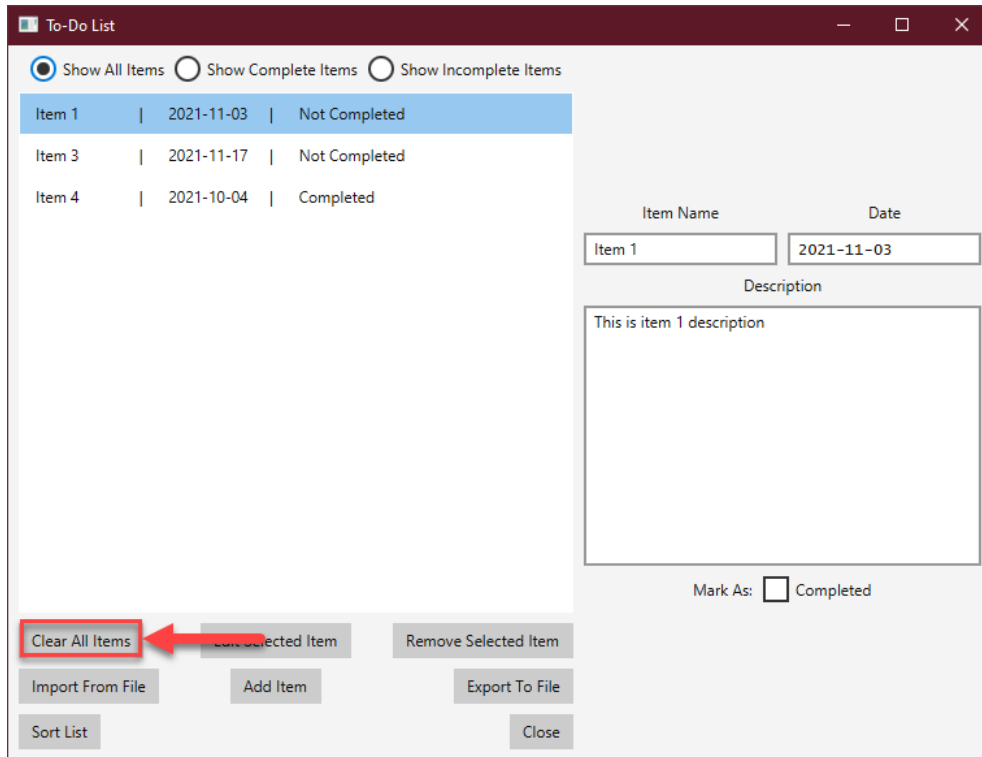 To-Do List
Show All Items Show Complete Items Show Incomplete Items
Item 1 | 2021-11-03 | Not Completed
Item 3 | 2021-11-17 | Not Completed
Item 4 | 2021-10-04 | Completed
Item Name Date
Item 1 2021-11-03
Description
This is item 1 description
Mark As: Completed
Clear All Items Edit Selected Item Remove Selected Item
Import From File Add Item Export To File
Sort List Close